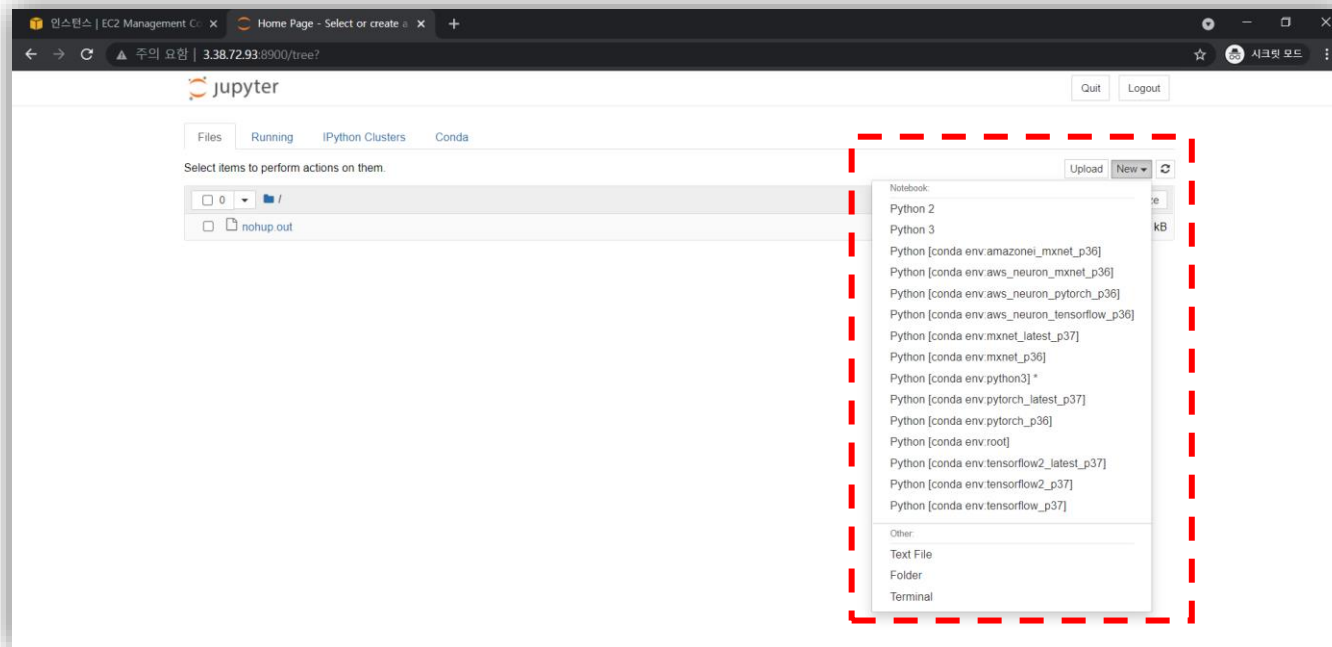 인스턴스 | EC2 Management Co
Home Page - Select or create a
주의 요함 | 3.38.72.93:8900/tree?
시크릿 모드
jupyter
Quit
Logout
Files
Running
IPython Clusters
Conda
Select items to perform actions on them.
Upload
New
0
/
nohup.out
kB
Notebook:
Python 2
Python 3
Python [conda env:amazonei_mxnet_p36]
Python [conda env:aws_neuron_mxnet_p36]
Python [conda env:aws_neuron_pytorch_p36]
Python [conda env:aws_neuron_tensorflow_p36]
Python [conda env:mxnet_latest_p37]
Python [conda env:mxnet_p36]
Python [conda env:python3] *
Python [conda env:pytorch_latest_p37]
Python [conda env:pytorch_p36]
Python [conda env:root]
Python [conda env:tensorflow2_latest_p37]
Python [conda env:tensorflow2_p37]
Python [conda env:tensorflow_p37]
Other:
Text File
Folder
Terminal